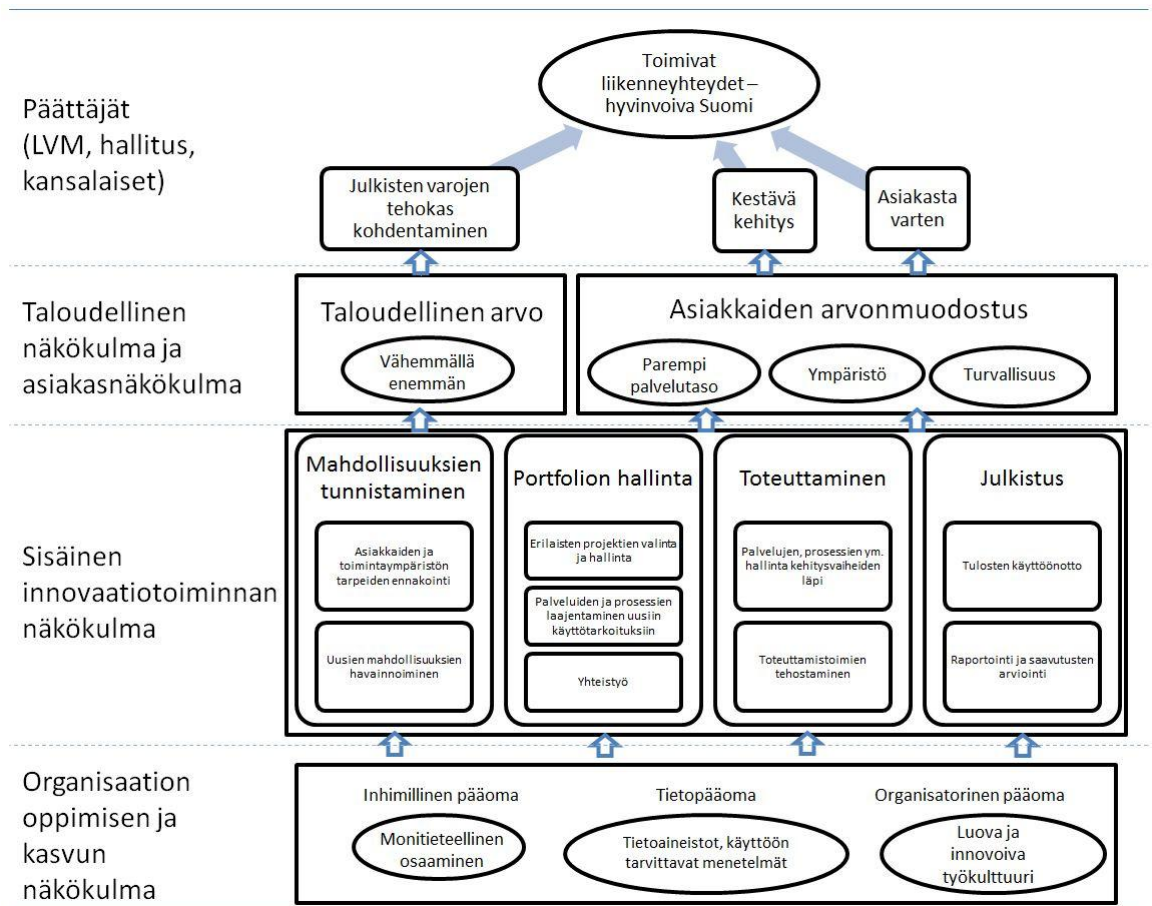 Päättäjät
(LVM, hallitus,
kansalaiset)
Toimivat
liikenneyhteydet –
hyvinvoiva Suomi
Julkisten varojen
tehokas
kohdentaminen
Kestävä
kehitys
Asiakasta
varten
Taloudellinen
näkökulma ja
asiakasnäkökulma
Taloudellinen arvo
Vähemmällä
enemmän
Asiakkaiden arvonmuodostus
Parempi
palvelutaso
Ympäristö
Turvallisuus
Sisäinen
innovaatiotoiminnan
näkökulma
Mahdollisuuksien
tunnistaminen
Asiakkaiden ja
toimintaympäristön
tarpeiden ennakointi
Uusien mahdollisuuksien
havainnoiminen
Portfolion hallinta
Erilaisten projektien valinta
ja hallinta
Palveluiden ja prosessien
laajentaminen uusiin
käyttötarkoituksiin
Yhteistyö
Toteuttaminen
Palvelujen, prosessien ym.
hallinta kehitysvaiheiden
läpi
Toteuttamistoimien
tehostaminen
Julkistus
Tulosten käyttöönotto
Raportointi ja saavutusten
arviointi
Organisaation
oppimisen ja
kasvun
näkökulma
Inhimillinen pääoma
Monitieteellinen
osaaminen
Tietopääoma
Tietoaineistot, käyttöön
tarvittavat menetelmät
Organisatorinen pääoma
Luova ja
innovoiva
työkulttuuri